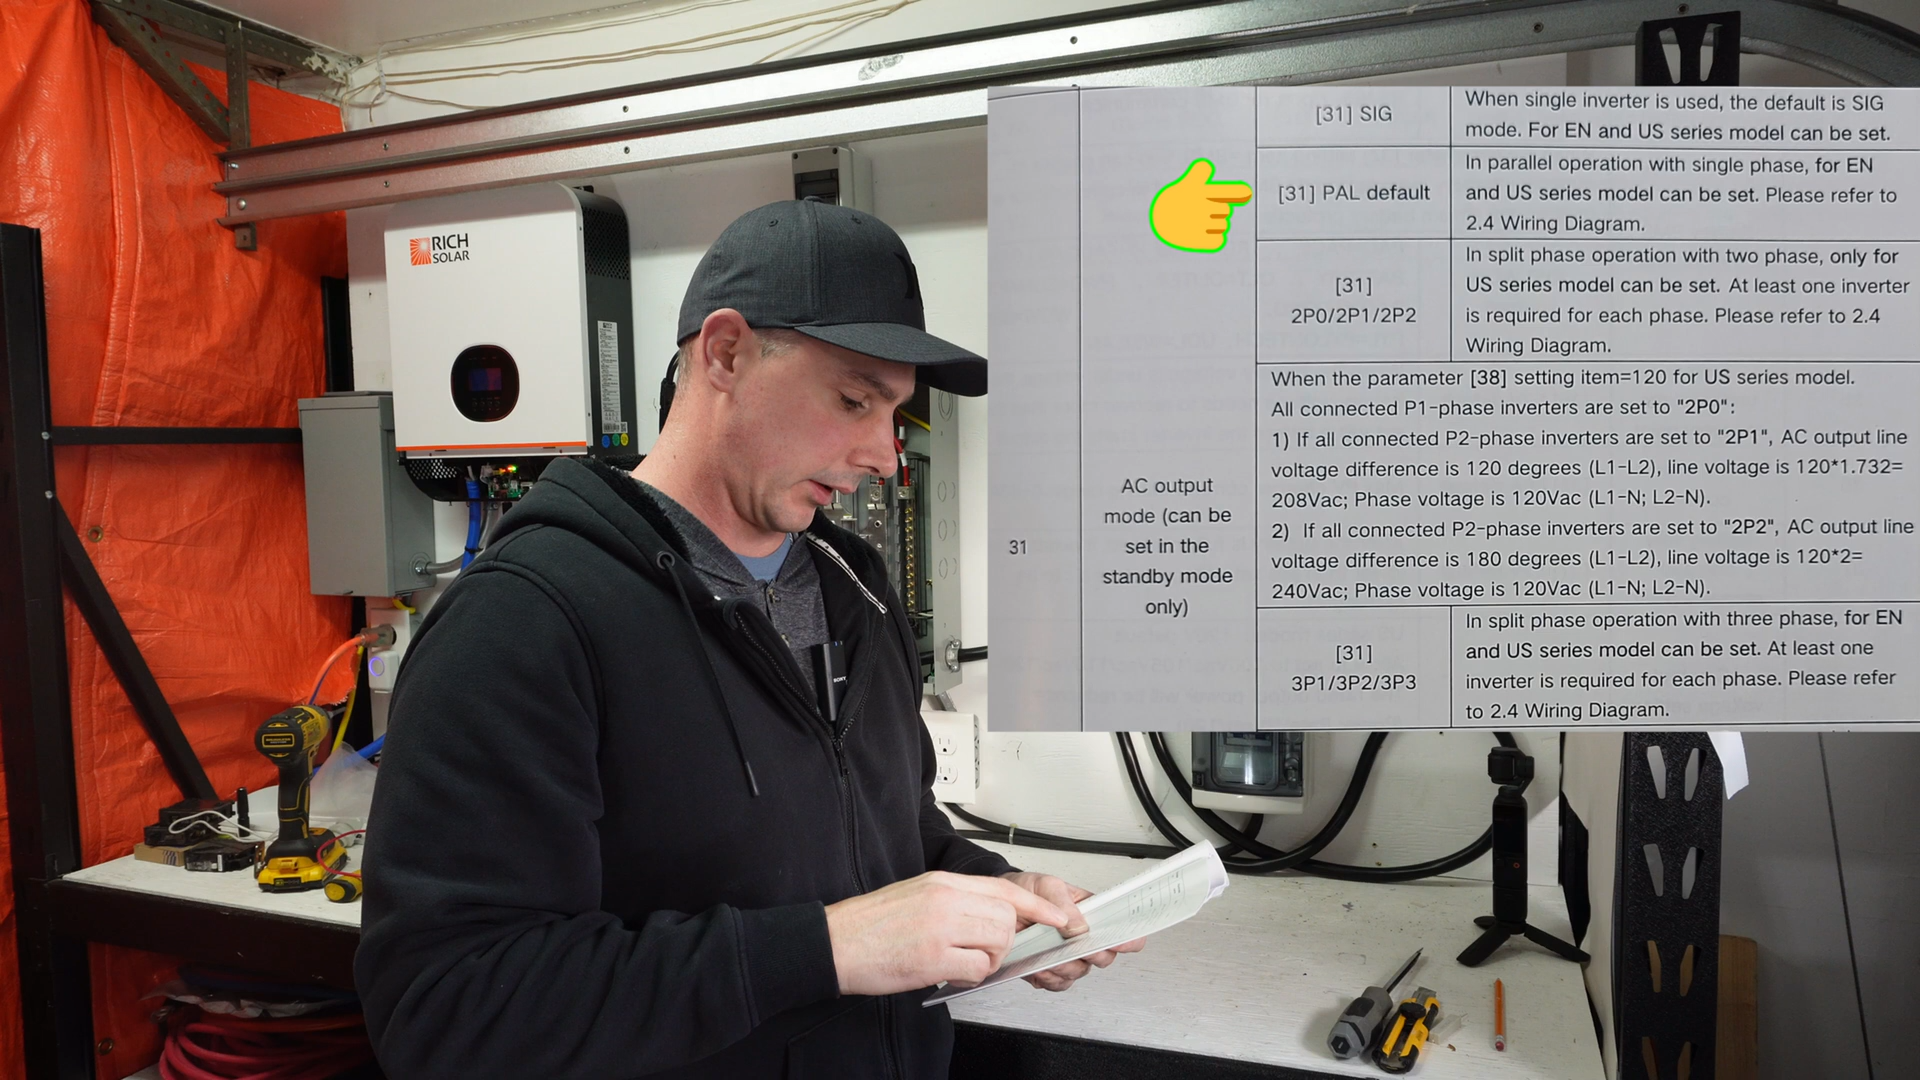 RICH
SOLAR
31
AC output
mode (can be
set in the
standby mode
only)
[31] SIG
When single inverter is used, the default is SIG
mode. For EN and US series model can be set.
[31] PAL default
In parallel operation with single phase, for EN
and US series model can be set. Please refer to
2.4 Wiring Diagram.
[31]
2P0/2P1/2P2
In split phase operation with two phase, only for
US series model can be set. At least one inverter
is required for each phase. Please refer to 2.4
Wiring Diagram.
When the parameter [38] setting item=120 for US series model.
All connected P1-phase inverters are set to "2P0":
1) If all connected P2-phase inverters are set to "2P1", AC output line
voltage difference is 120 degrees (L1-L2), line voltage is 120*1.732=
208Vac; Phase voltage is 120Vac (L1-N; L2-N).
2) If all connected P2-phase inverters are set to "2P2", AC output line
voltage difference is 180 degrees (L1-L2), line voltage is 120*2=
240Vac; Phase voltage is 120Vac (L1-N; L2-N).
[31]
3P1/3P2/3P3
In split phase operation with three phase, for EN
and US series model can be set. At least one
inverter is required for each phase. Please refer
to 2.4 Wiring Diagram.
SONY